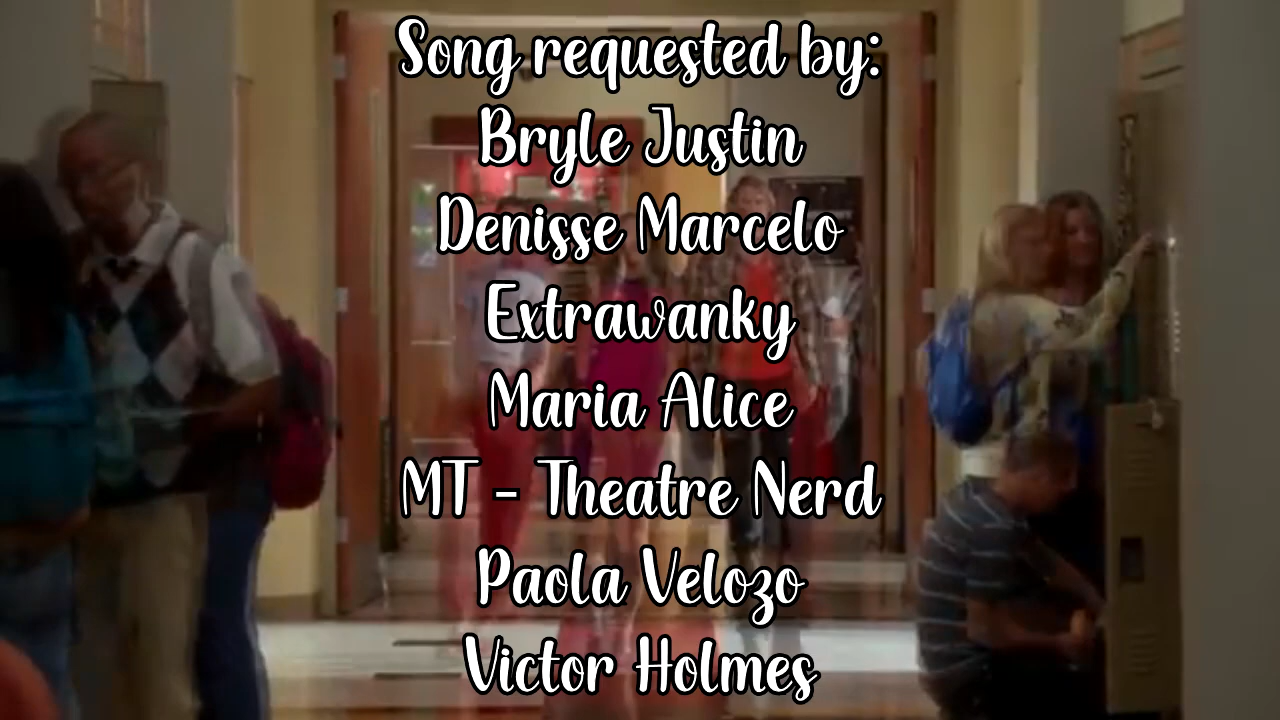 Song requested by:
Bryle Justin
Denisse Marcelo
Extrawanky
Maria Alice
MT - Theatre Nerd
Paola Velozo
Victor Holmes